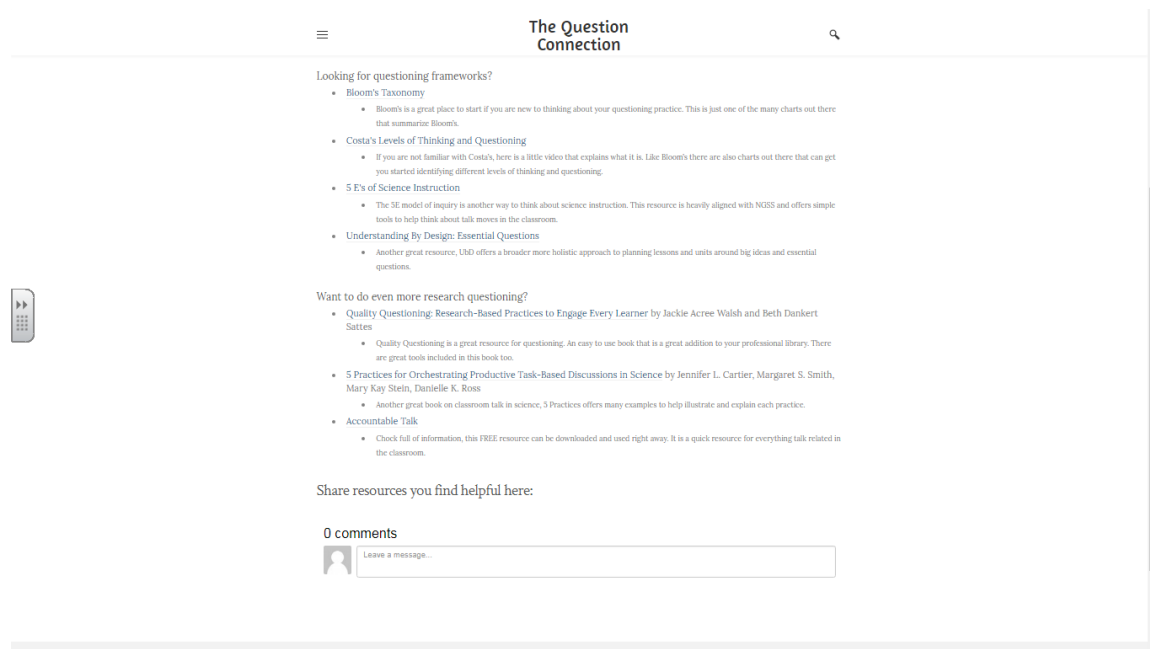 The Question
Connection
Looking for questioning frameworks?
Bloom's Taxonomy
Bloom's is a great place to start if you are new to thinking about your questioning practice. This is just one of the many charts out there
that summarize Bloom's.
Costa's Levels of Thinking and Questioning
If you are not familiar with Costa's, here is a little video that explains what it is. Like Bloom's there are also charts out there that can get
you started identifying different levels of thinking and questioning.
5 E's of Science Instruction
The 5E model of inquiry is another way to think about science instruction. This resource is heavily aligned with NGSS and offers simple
tools to help think about talk moves in the classroom.
Understanding By Design: Essential Questions
Another great resource, UbD offers a broader more holistic approach to planning lessons and units around big ideas and essential
questions.
Want to do even more research questioning?
Quality Questioning: Research-Based Practices to Engage Every Learner by Jackie Acree Walsh and Beth Dankert
Sattes
Quality Questioning is a great resource for questioning. An easy to use book that is a great addition to your professional library. There
are great tools included in this book too.
5 Practices for Orchestrating Productive Task-Based Discussions in Science by Jennifer L. Cartier, Margaret S. Smith,
Mary Kay Stein, Danielle K. Ross
Another great book on classroom talk in science, 5 Practices offers many examples to help illustrate and explain each practice.
Accountable Talk
Chock full of information, this FREE resource can be downloaded and used right away. It is a quick resource for everything talk related in
the classroom.
Share resources you find helpful here:
0 comments
Leave a message...